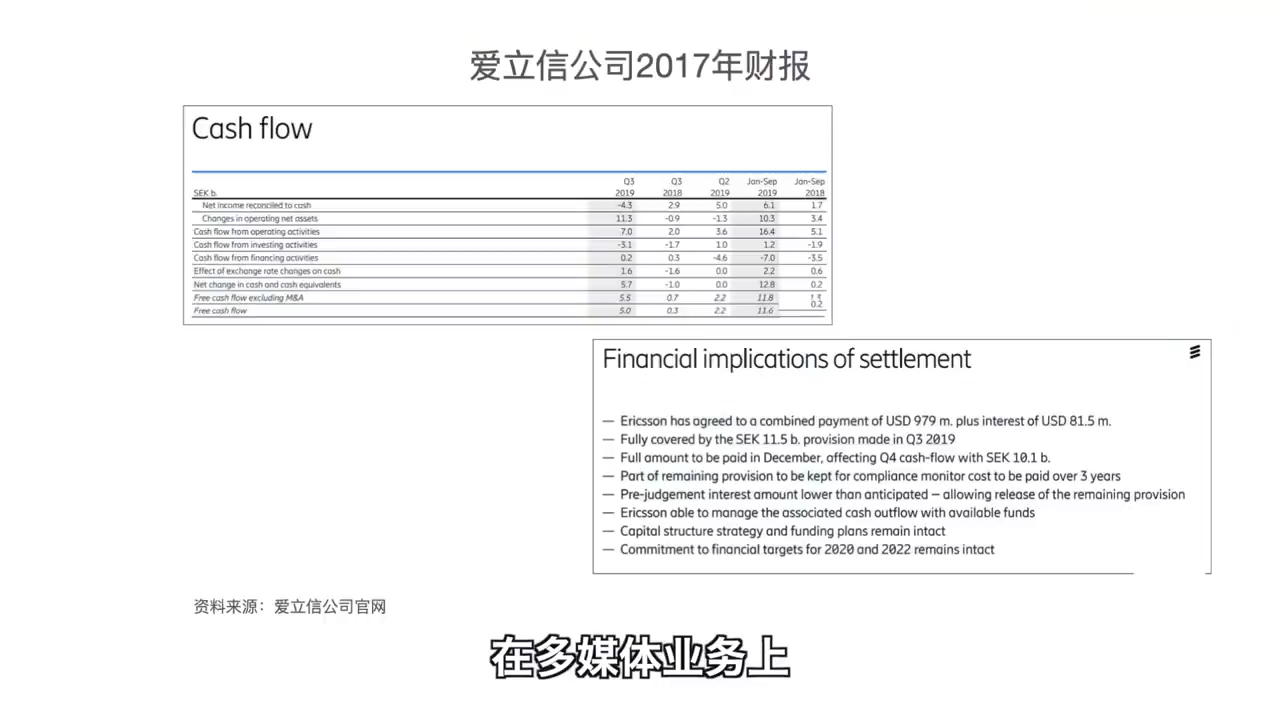 爱立信公司2017年财报
Cash flow
Q3 Q3 Q2 Jan-Sep Jan-Sep
SEK b. 2019 2018 2019 2019 2018
Net income reconciled to cash -4.3 2.9 5.0 6.1 1.7
Changes in operating net assets 11.3 -0.9 -1.3 10.3 3.4
Cash flow from operating activities 7.0 2.0 3.6 16.4 5.1
Cash flow from investing activities -3.1 -1.7 1.0 1.2 -1.9
Cash flow from financing activities 0.2 0.3 -4.6 -7.0 -3.5
Effect of exchange rate changes on cash 1.6 -1.6 0.0 2.2 0.6
Net change in cash and cash equivalents 5.7 -1.0 0.0 12.8 0.2
Free cash flow excluding M&A 5.5 0.7 2.2 11.8
Free cash flow 5.0 0.3 2.2 11.6 0.2
Financial implications of settlement
— Ericsson has agreed to a combined payment of USD 979 m. plus interest of USD 81.5 m.
— Fully covered by the SEK 11.5 b. provision made in Q3 2019
— Full amount to be paid in December, affecting Q4 cash-flow with SEK 10.1 b.
— Part of remaining provision to be kept for compliance monitor cost to be paid over 3 years
— Pre-judgement interest amount lower than anticipated – allowing release of the remaining provision
— Ericsson able to manage the associated cash outflow with available funds
— Capital structure strategy and funding plans remain intact
— Commitment to financial targets for 2020 and 2022 remains intact
资料来源：爱立信公司官网
在多媒体业务上